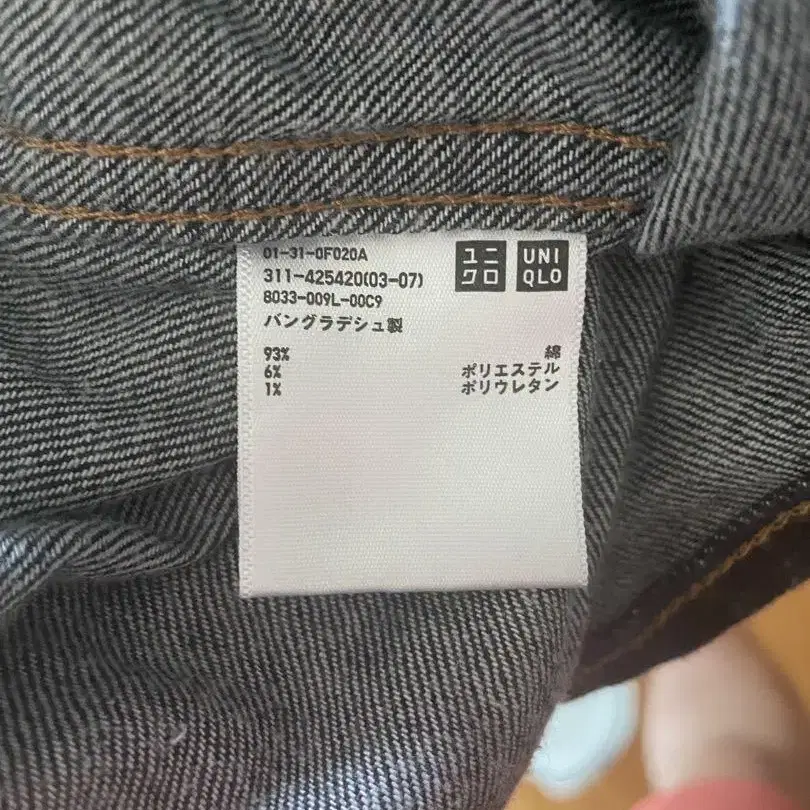 01-31-0F020A
311-425420(03-07)
8033-009L-00C9
バングラデシュ製
ユニ
クロ
UNI
QLO
93% 綿
6% ポリエステル
1% ポリウレタン